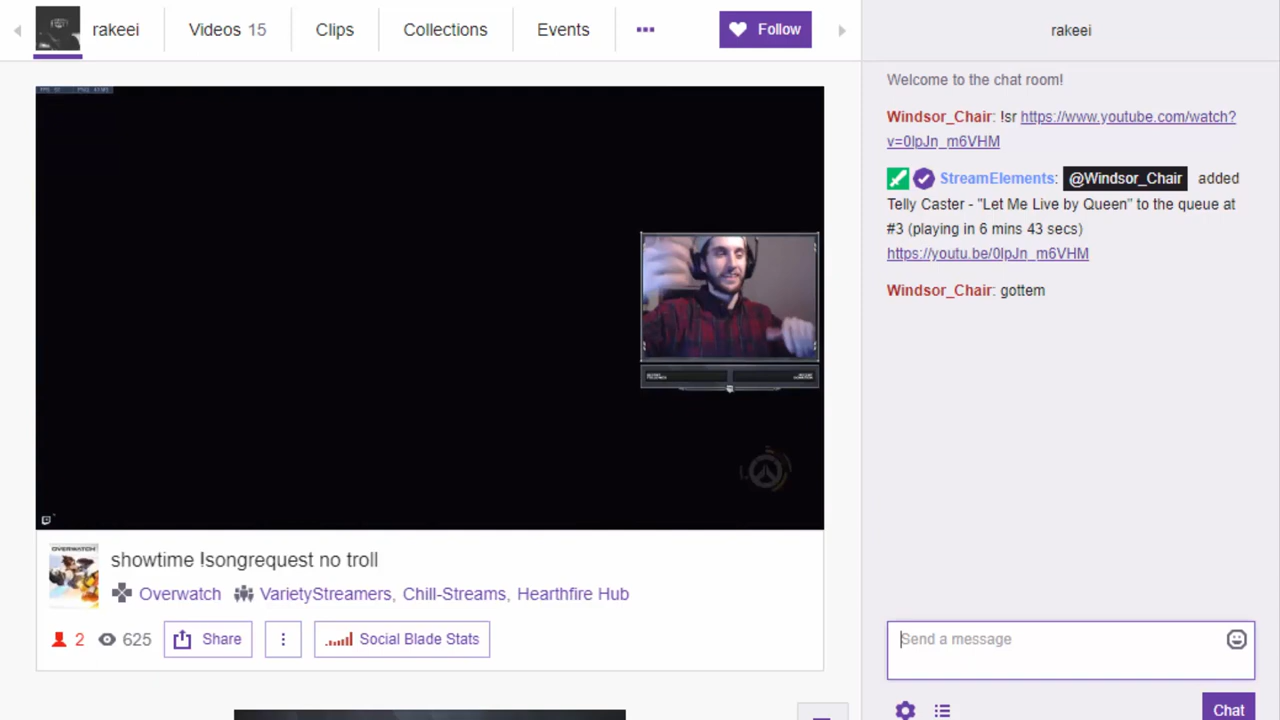 rakeei
Videos 15
Clips
Collections
Events
Follow
OVERWATCH
showtime !songrequest no troll
Overwatch
VarietyStreamers, Chill-Streams, Hearthfire Hub
2
625
Share
Social Blade Stats
rakeei
Welcome to the chat room!
Windsor_Chair: !sr https://www.youtube.com/watch?
v=0lpJn_m6VHM
StreamElements: @Windsor_Chair added
Telly Caster - "Let Me Live by Queen" to the queue at
#3 (playing in 6 mins 43 secs)
https://youtu.be/0lpJn_m6VHM
Windsor_Chair: gottem
Send a message
Chat